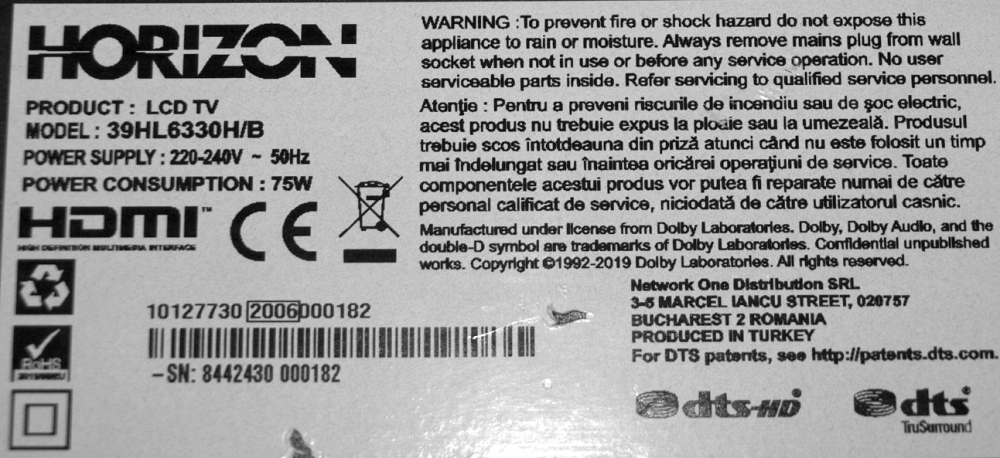 HORIZON
PRODUCT : LCD TV
MODEL : 39HL6330H/B
POWER SUPPLY : 220-240V ~ 50Hz
POWER CONSUMPTION : 75W
HDMI™
HIGH DEFINITION MULTIMEDIA INTERFACE
CE
RoHS
10127730 2006 000182
-SN: 8442430 000182
WARNING :To prevent fire or shock hazard do not expose this
appliance to rain or moisture. Always remove mains plug from wall
socket when not in use or before any service operation. No user
serviceable parts inside. Refer servicing to qualified service personnel.
Atenţie : Pentru a preveni riscurile de incendiu sau de şoc electric,
acest produs nu trebuie expus la ploaie sau la umezeală. Produsul
trebuie scos întotdeauna din priză atunci când nu este folosit un timp
mai îndelungat sau înaintea oricărei operaţiuni de service. Toate
componentele acestui produs vor putea fi reparate numai de către
personal calificat de service, niciodată de către utilizatorul casnic.
Manufactured under license from Dolby Laboratories. Dolby, Dolby Audio, and the
double-D symbol are trademarks of Dolby Laboratories. Confidential unpublished
works. Copyright ©1992-2019 Dolby Laboratories. All rights reserved.
Network One Distribution SRL
3-5 MARCEL IANCU STREET, 020757
BUCHAREST 2 ROMANIA
PRODUCED IN TURKEY
For DTS patents, see http://patents.dts.com.
dts-HD
dts
TruSurround